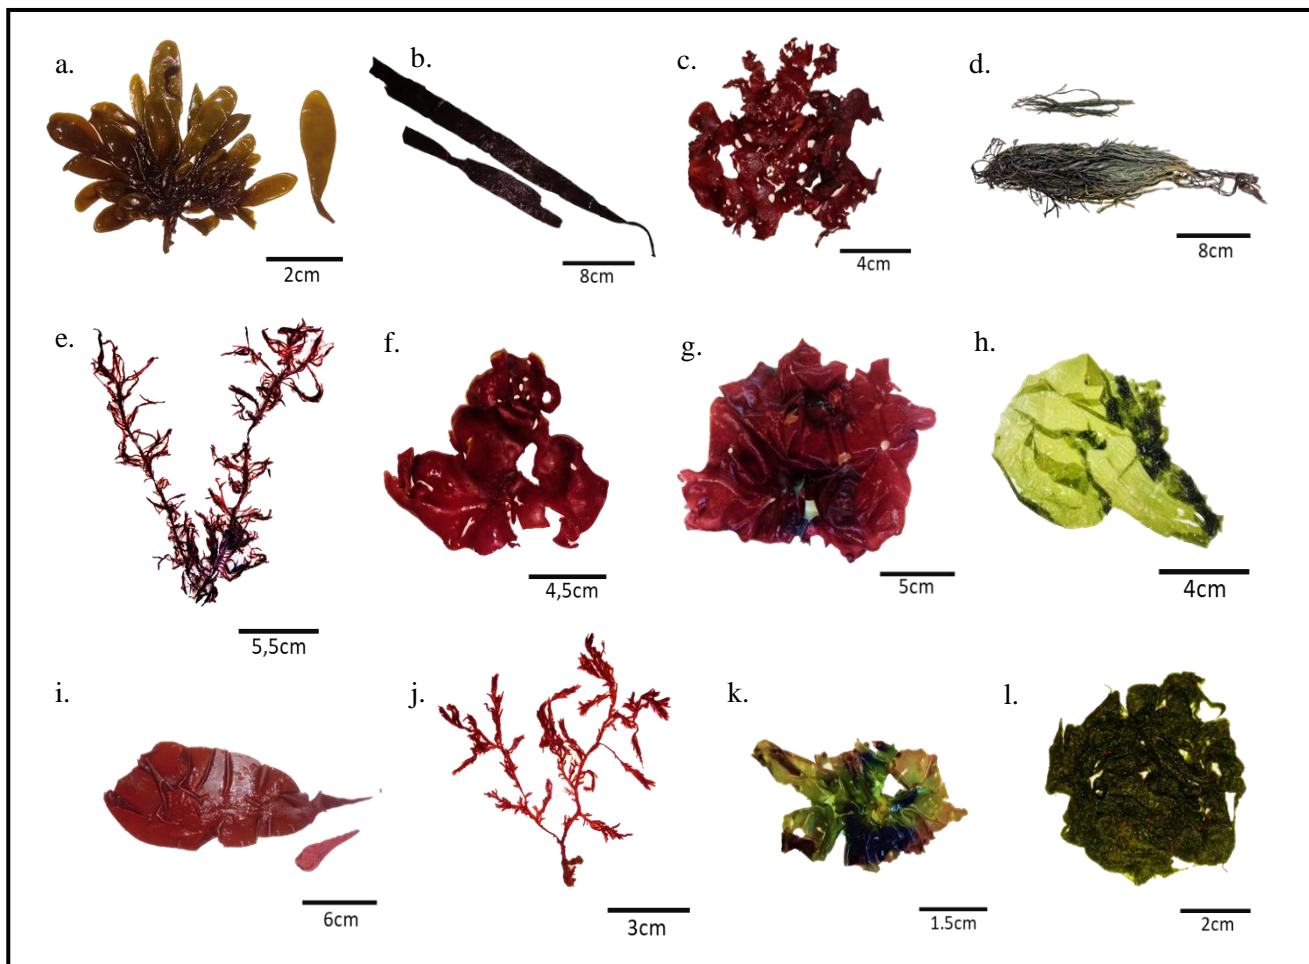 a.
b.
c.
d.
2cm
8cm
4cm
8cm
e.
f.
g.
h.
5,5cm
4,5cm
5cm
4cm
i.
j.
k.
l.
6cm
3cm
1.5cm
2cm